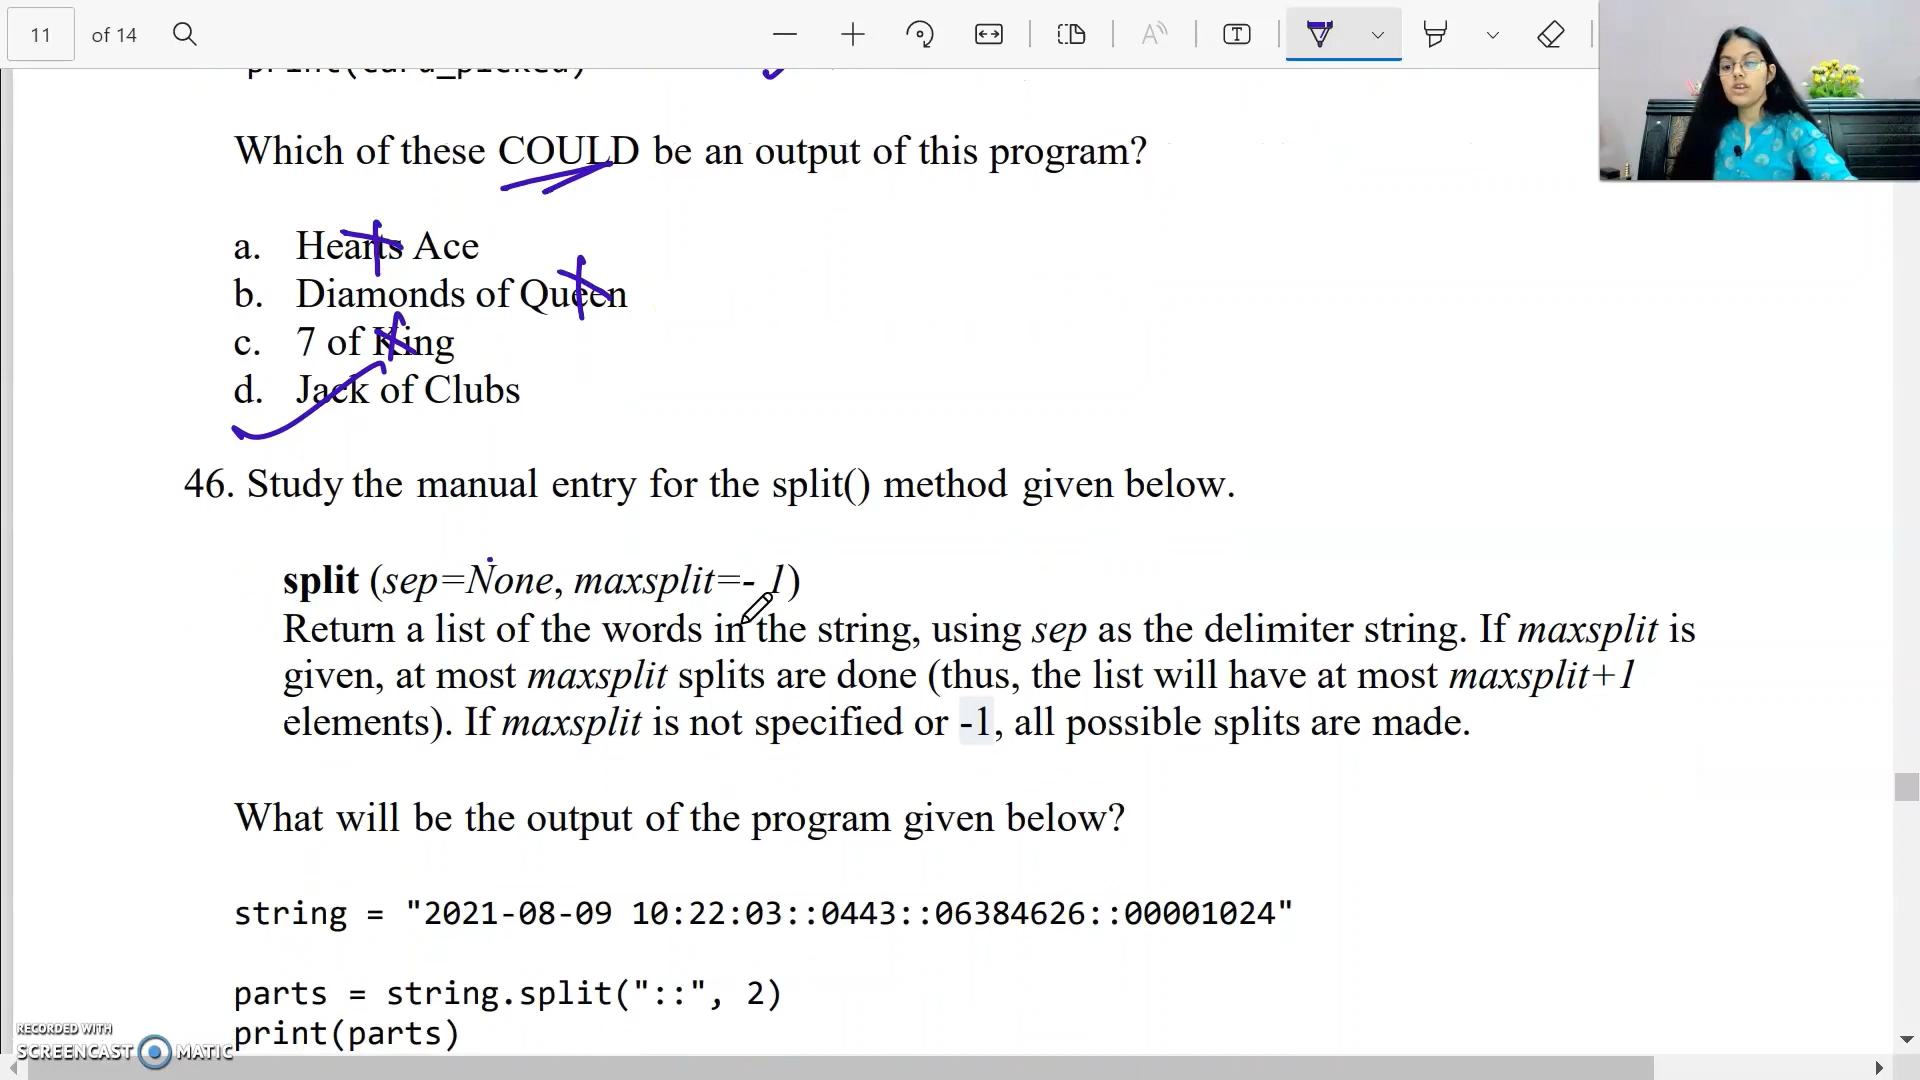 11 of 14
print(card_picked)
Which of these COULD be an output of this program?
a. Hearts Ace
b. Diamonds of Queen
c. 7 of King
d. Jack of Clubs
46. Study the manual entry for the split() method given below.
split (sep=None, maxsplit=- 1)
Return a list of the words in the string, using sep as the delimiter string. If maxsplit is
given, at most maxsplit splits are done (thus, the list will have at most maxsplit+1
elements). If maxsplit is not specified or -1, all possible splits are made.
What will be the output of the program given below?
string = "2021-08-09 10:22:03::0443::06384626::00001024"
parts = string.split("::", 2)
print(parts)
RECORDED WITH
SCREENCAST MATIC